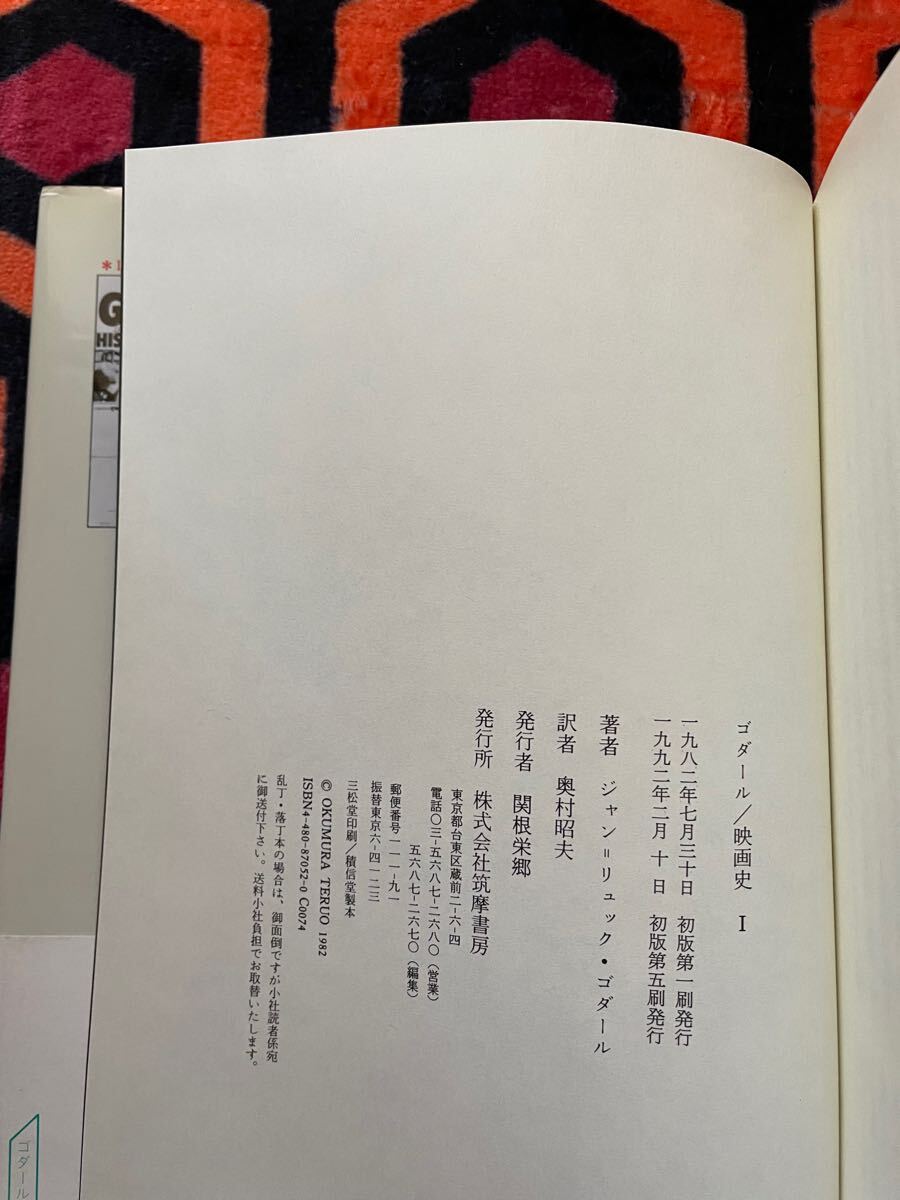 ゴダール/映画史 Ⅰ
一九八二年七月三十日 初版第一刷発行
一九九二年二月 十 日 初版第五刷発行
著者 ジャン=リュック・ゴダール
訳者 奥村昭夫
発行者 関根栄郷
発行所 株式会社筑摩書房
東京都台東区蔵前二-六-四
電話〇三-五六八七-二六八〇(営業)
五六八七-二六七〇(編集)
郵便番号一一一-九一
振替東京六-四一二三
三松堂印刷/積信堂製本
© OKUMURA TERUO 1982
ISBN4-480-87052-0 C0074
乱丁・落丁本の場合は、御面倒ですが小社読者係宛
に御送付下さい。送料小社負担でお取替いたします。
G
HIS
ゴダール